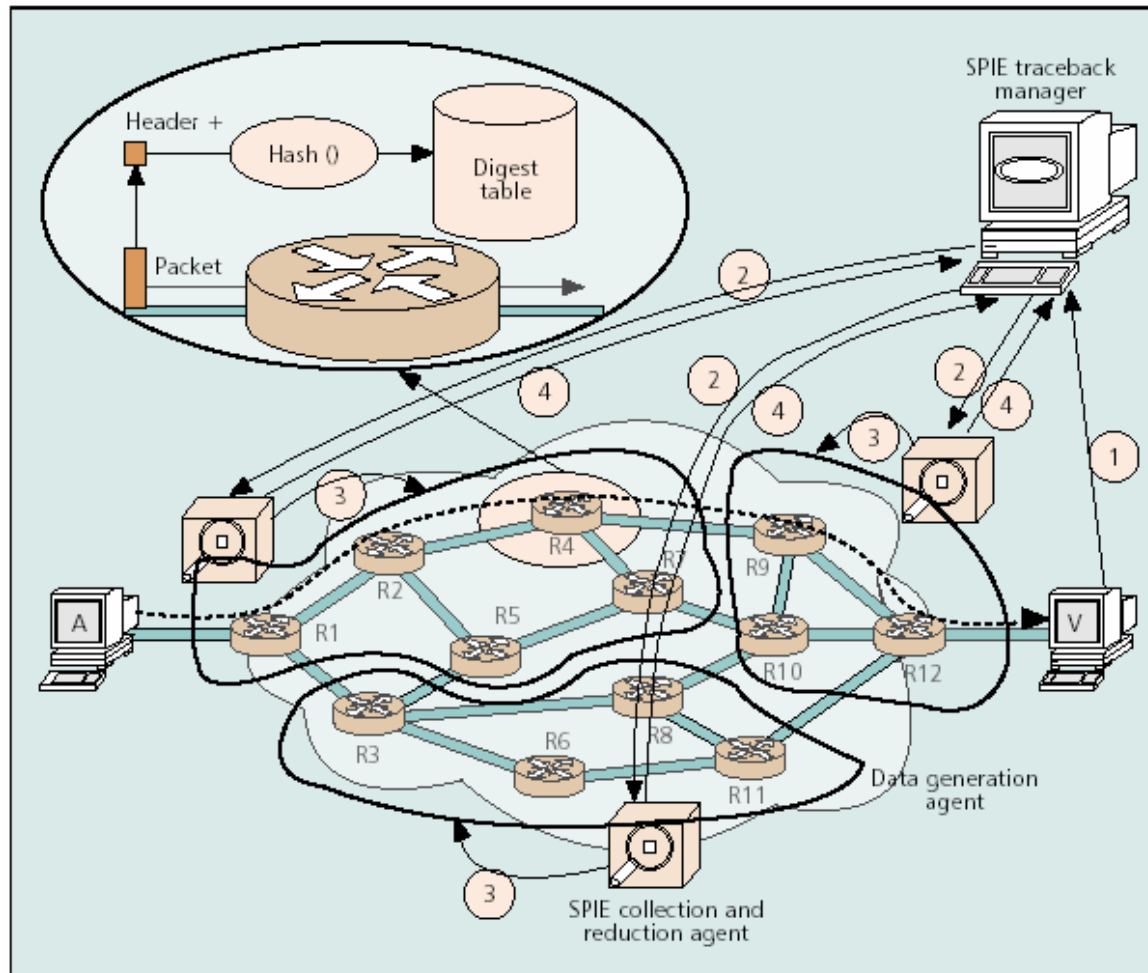 SPIE traceback
manager
Header +
Hash ()
Digest
table
Packet
2
4
2
4
2
4
3
1
3
A
R1
R2
R4
R5
R7
R9
R10
R12
V
R3
R6
R8
R11
Data generation
agent
3
SPIE collection and
reduction agent